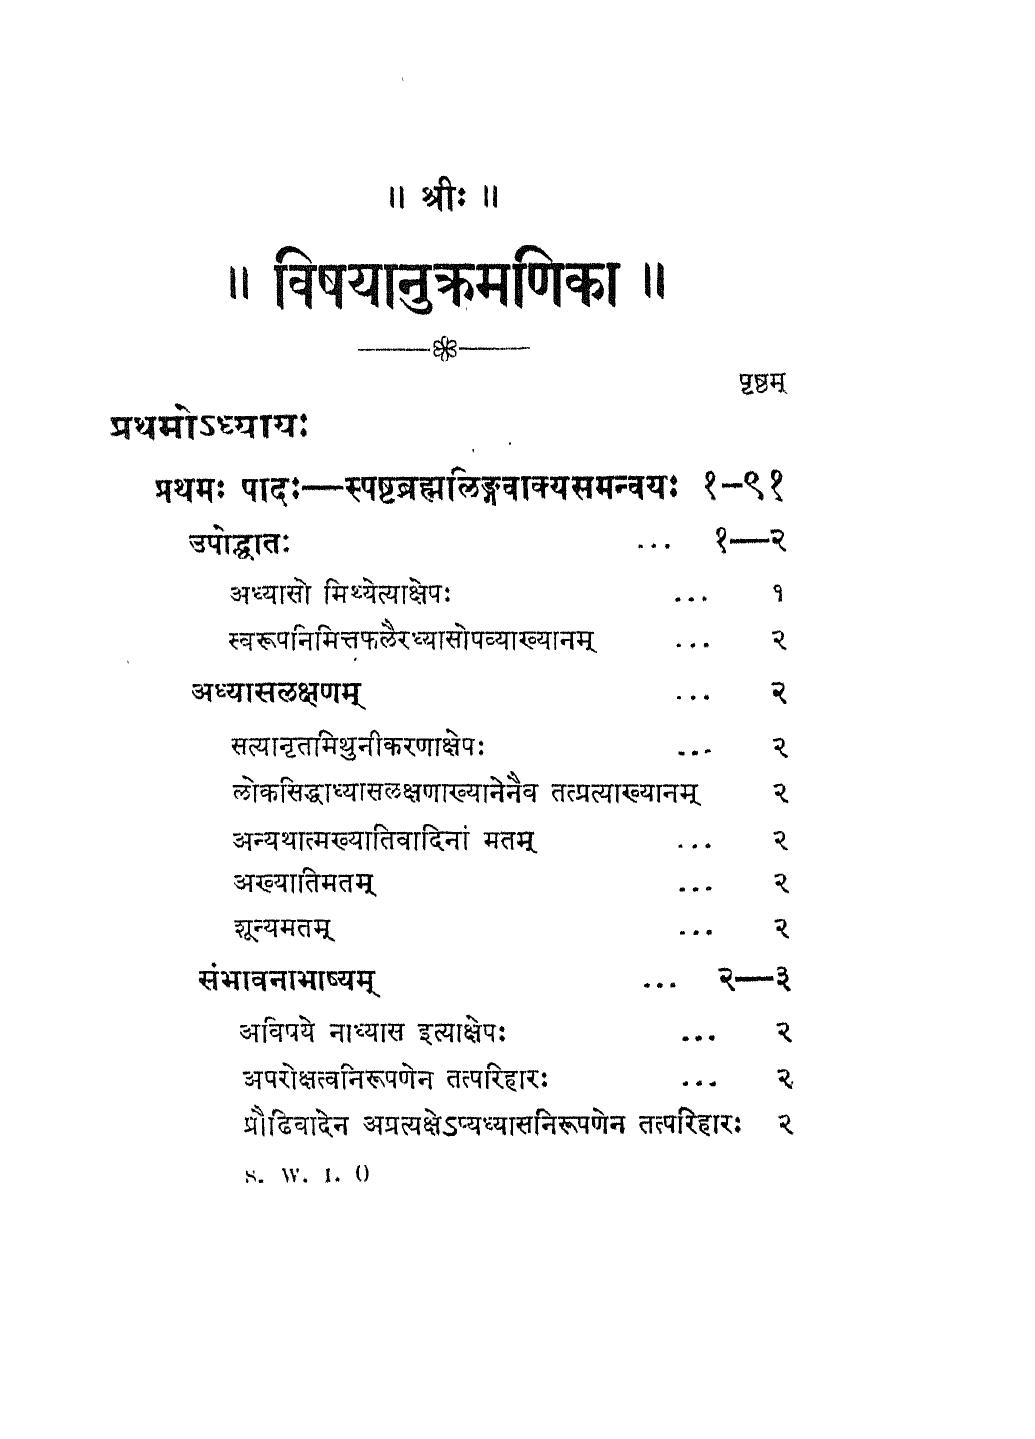 ॥ श्रीः ॥
॥ विषयानुक्रमणिका ॥
पृष्ठम्
प्रथमोऽध्यायः
प्रथमः पादः—स्पष्टब्रह्मलिङ्गवाक्यसमन्वयः १–९१
उपोद्घातः ... १—२
अध्यासो मिथ्येत्याक्षेपः ... १
स्वरूपनिमित्तफलैरध्यासोपव्याख्यानम् ... २
अध्यासलक्षणम् ... २
सत्यानृतामिथुनीकरणाक्षेपः ... २
लोकसिद्धाध्यासलक्षणाख्यानेनैव तत्प्रत्याख्यानम् २
अन्यथात्मख्यातिवादिनां मतम् ... २
अख्यातिमतम् ... २
शून्यमतम् ... २
संभावनाभाष्यम् ... २—३
अविषये नाध्यास इत्याक्षेपः ... २
अपरोक्षत्वनिरूपणेन तत्परिहारः ... २
प्रौढिवादेन अप्रत्यक्षेऽप्यध्यासनिरूपणेन तत्परिहारः २
S. W. I. O